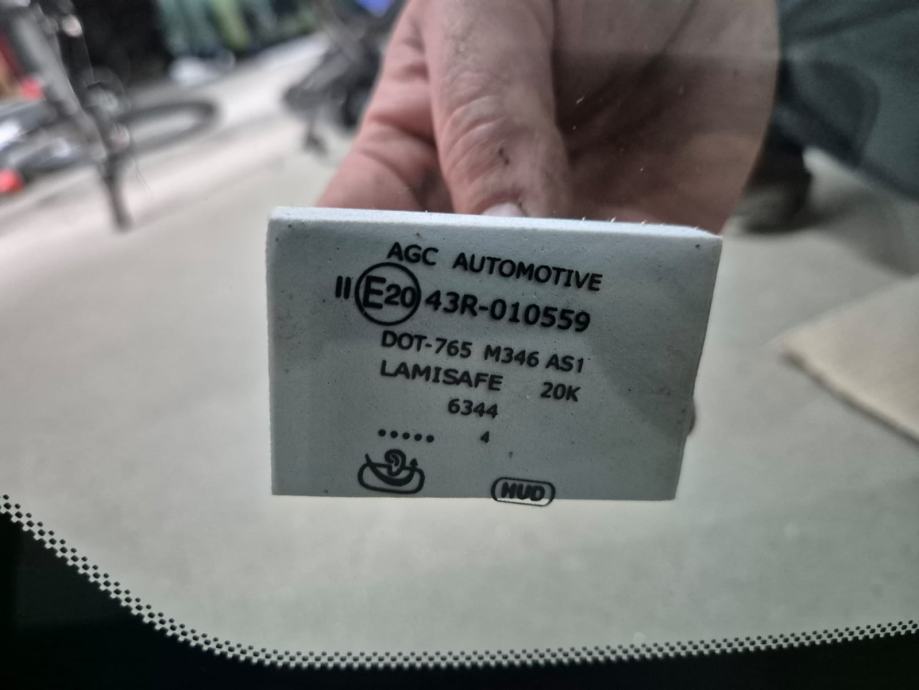 AGC AUTOMOTIVE
II E20 43R-010559
DOT-765 M346 AS1
LAMISAFE 20K
6344
..... 4
HUD